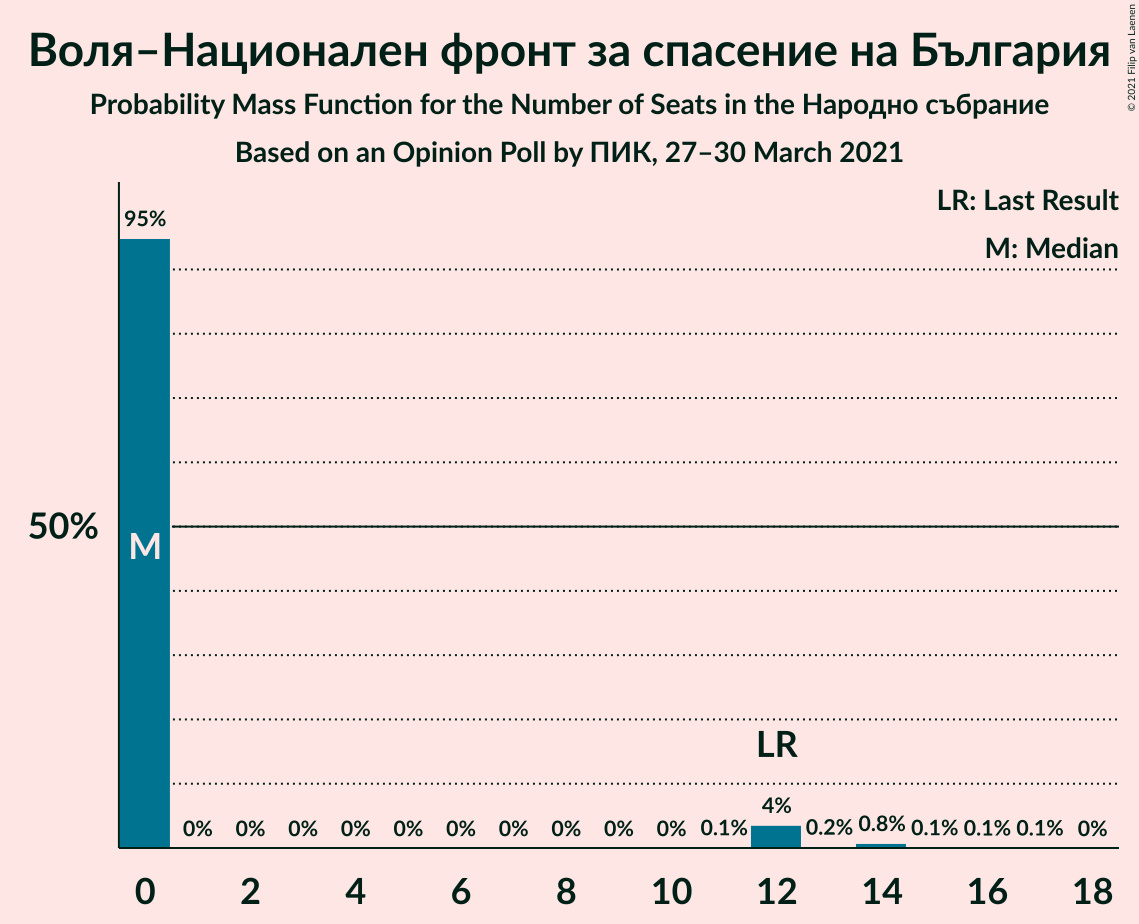 Воля–Национален фронт за спасение на България
Probability Mass Function for the Number of Seats in the Народно събрание
Based on an Opinion Poll by ПИК, 27–30 March 2021
© 2021 Filip van Laenen
LR: Last Result
M: Median
95%
50%
M
LR
0% 0% 0% 0% 0% 0% 0% 0% 0% 0% 0.1% 4% 0.2% 0.8% 0.1% 0.1% 0.1% 0%
0 2 4 6 8 10 12 14 16 18